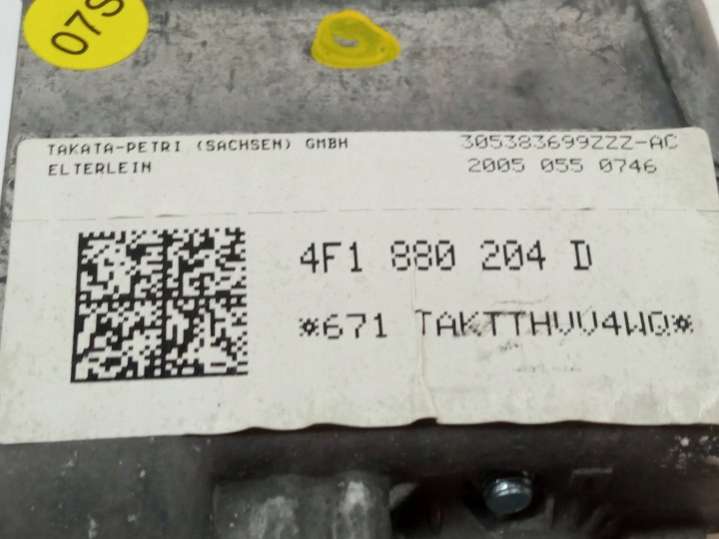 07S
TAKATA-PETRI (SACHSEN) GMBH
ELTERLEIN
305383699ZZZ-AC
2005 055 0746
4F1 880 204 D
*671 TAKTTHVV4WQ*